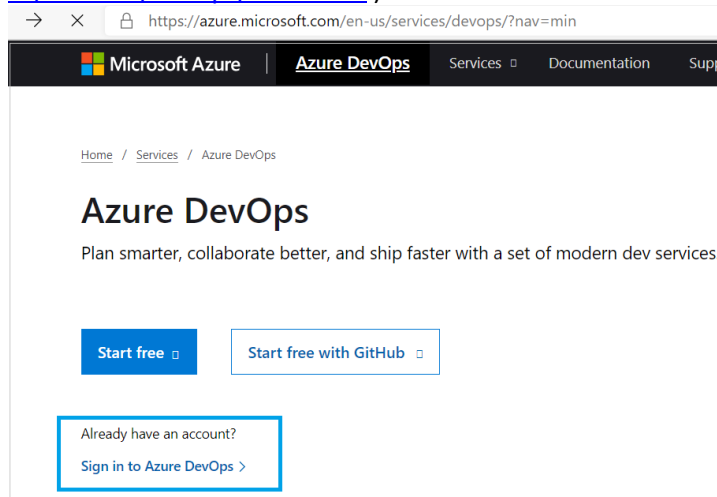 https://azure.microsoft.com/en-us/services/devops/?nav=min
Microsoft Azure | Azure DevOps Services Documentation Supp
Home / Services / Azure DevOps
Azure DevOps
Plan smarter, collaborate better, and ship faster with a set of modern dev services
Start free Start free with GitHub
Already have an account?
Sign in to Azure DevOps >